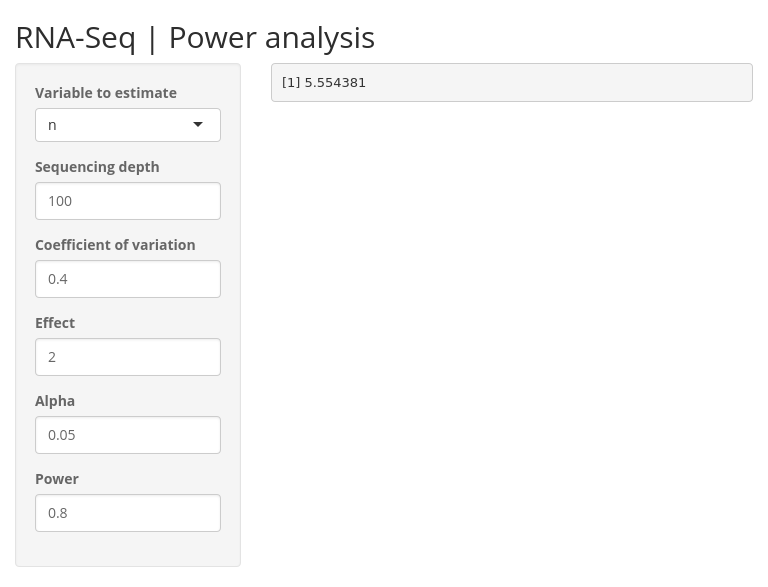 RNA-Seq | Power analysis
Variable to estimate
n
Sequencing depth
100
Coefficient of variation
0.4
Effect
2
Alpha
0.05
Power
0.8
[1] 5.554381